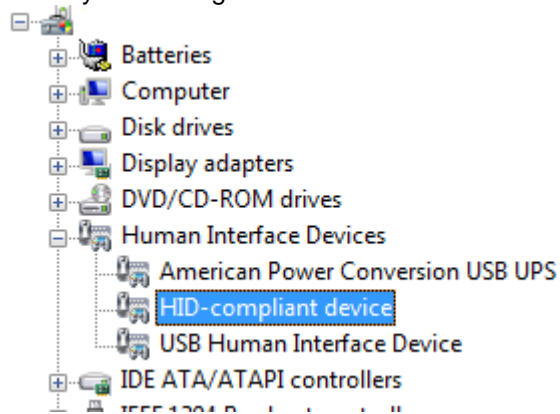 Batteries
Computer
Disk drives
Display adapters
DVD/CD-ROM drives
Human Interface Devices
American Power Conversion USB UPS
HID-compliant device
USB Human Interface Device
IDE ATA/ATAPI controllers